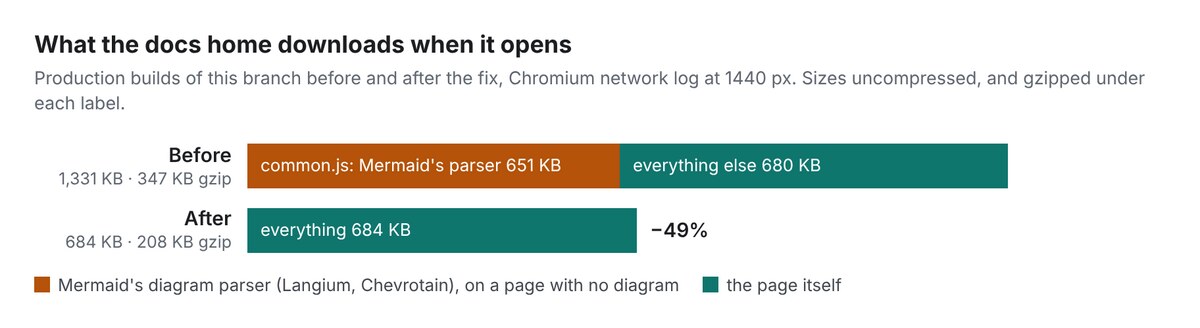 What the docs home downloads when it opens
Production builds of this branch before and after the fix, Chromium network log at 1440 px. Sizes uncompressed, and gzipped under
each label.
Before
1,331 KB · 347 KB gzip
common.js: Mermaid's parser 651 KB
everything else 680 KB
After
684 KB · 208 KB gzip
everything 684 KB
−49%
Mermaid's diagram parser (Langium, Chevrotain), on a page with no diagram
the page itself